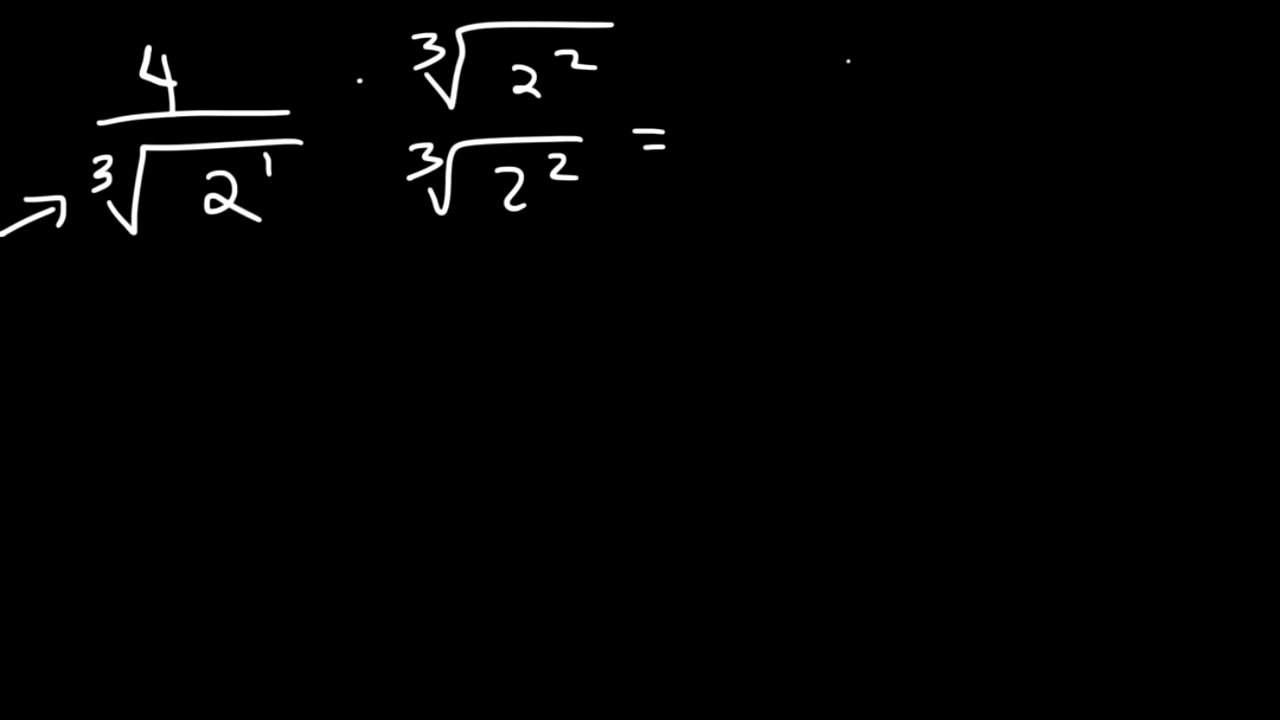 4/∛2¹ · ∛2²/∛2² =